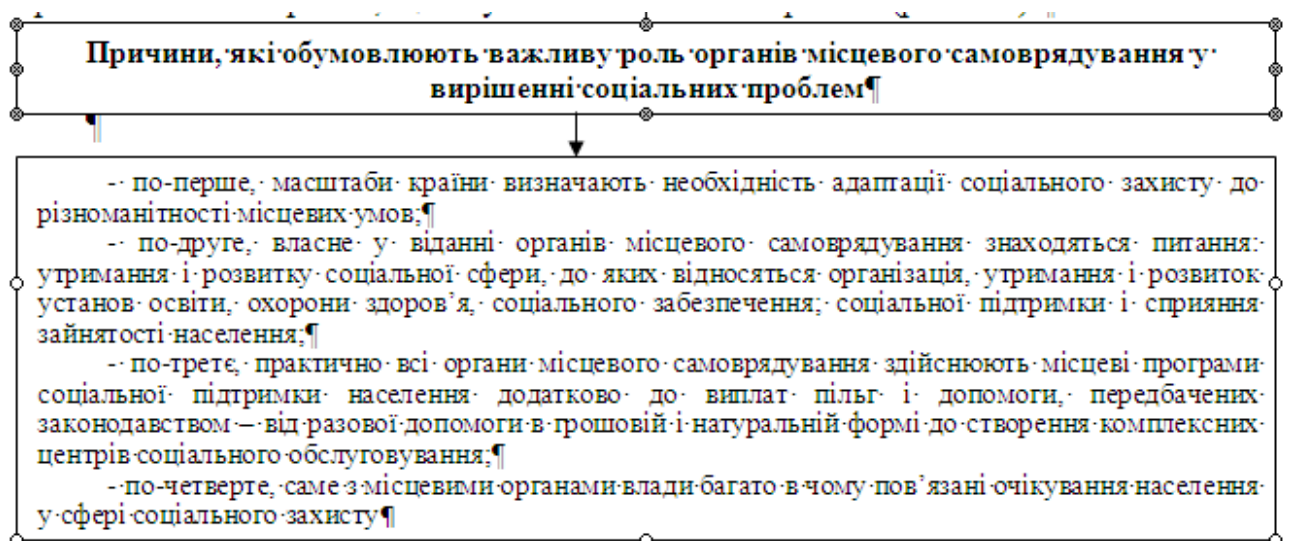 Причини, які обумовлюють важливу роль органів місцевого самоврядування у
вирішенні соціальних проблем¶
¶
- по-перше, масштаби країни визначають необхідність адаптації соціального захисту до
різноманітності місцевих умов;¶
- по-друге, власне у віданні органів місцевого самоврядування знаходяться питання:
утримання і розвитку соціальної сфери, до яких відносяться організація, утримання і розвиток
установ освіти, охорони здоров’я, соціального забезпечення; соціальної підтримки і сприяння
зайнятості населення;¶
- по-третє, практично всі органи місцевого самоврядування здійснюють місцеві програми
соціальної підтримки населення додатково до виплат пільг і допомоги, передбачених
законодавством – від разової допомоги в грошовій і натуральній формі до створення комплексних
центрів соціального обслуговування;¶
- по-четверте, саме з місцевими органами влади багато в чому пов’язані очікування населення
у сфері соціального захисту¶